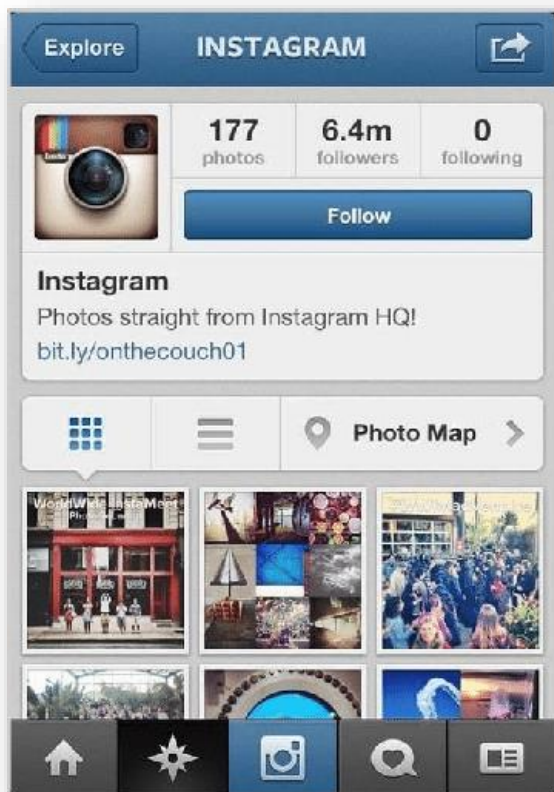 Explore INSTAGRAM
177 6.4m 0
photos followers following
Follow
Instagram
Photos straight from Instagram HQ!
bit.ly/onthecouch01
Photo Map
WorldWide InstaMeet